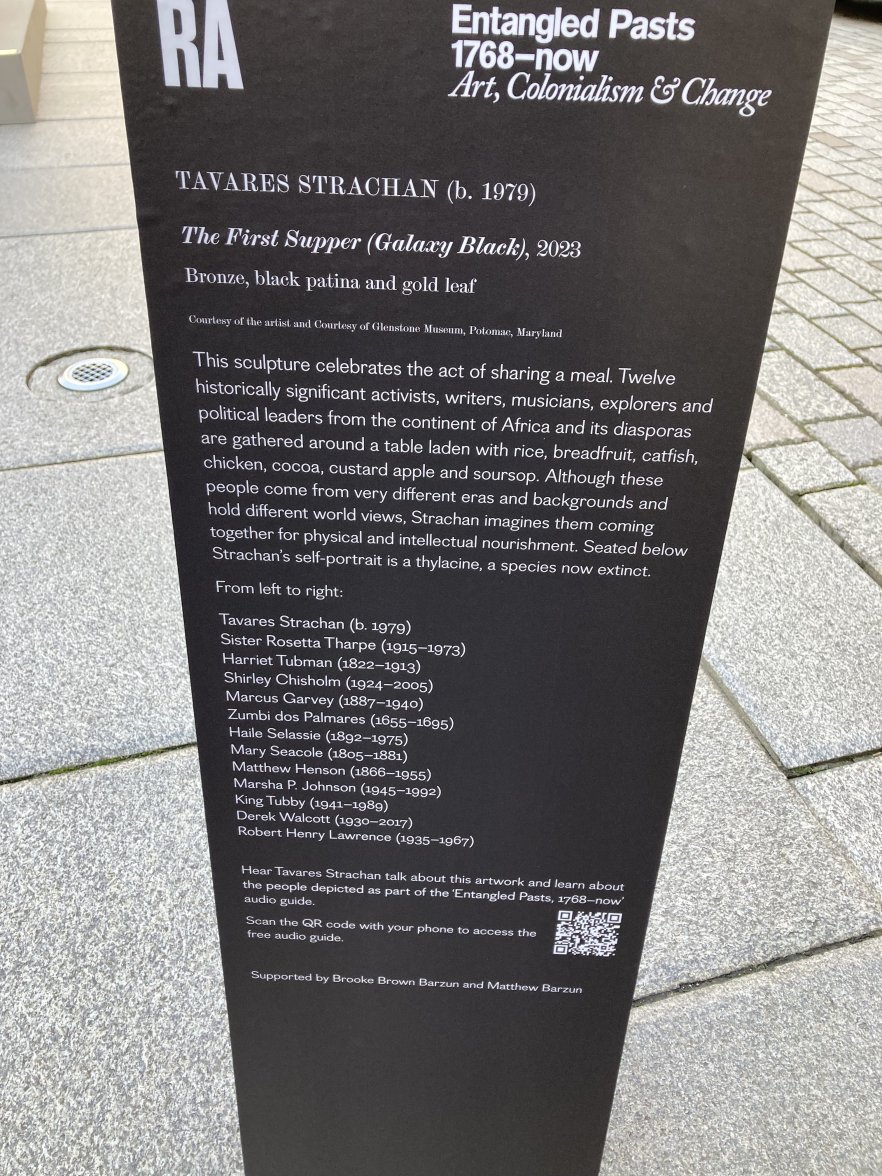 RA
Entangled Pasts
1768–now
Art, Colonialism & Change
TAVARES STRACHAN (b. 1979)
The First Supper (Galaxy Black), 2023
Bronze, black patina and gold leaf
Courtesy of the artist and Courtesy of Glenstone Museum, Potomac, Maryland
This sculpture celebrates the act of sharing a meal. Twelve
historically significant activists, writers, musicians, explorers and
political leaders from the continent of Africa and its diasporas
are gathered around a table laden with rice, breadfruit, catfish,
chicken, cocoa, custard apple and soursop. Although these
people come from very different eras and backgrounds and
hold different world views, Strachan imagines them coming
together for physical and intellectual nourishment. Seated below
Strachan's self-portrait is a thylacine, a species now extinct.
From left to right:
Tavares Strachan (b. 1979)
Sister Rosetta Tharpe (1915–1973)
Harriet Tubman (1822–1913)
Shirley Chisholm (1924–2005)
Marcus Garvey (1887–1940)
Zumbi dos Palmares (1655–1695)
Haile Selassie (1892–1975)
Mary Seacole (1805–1881)
Matthew Henson (1866–1955)
Marsha P. Johnson (1945–1992)
King Tubby (1941–1989)
Derek Walcott (1930–2017)
Robert Henry Lawrence (1935–1967)
Hear Tavares Strachan talk about this artwork and learn about
the people depicted as part of the 'Entangled Pasts, 1768–now'
audio guide.
Scan the QR code with your phone to access the
free audio guide.
Supported by Brooke Brown Barzun and Matthew Barzun